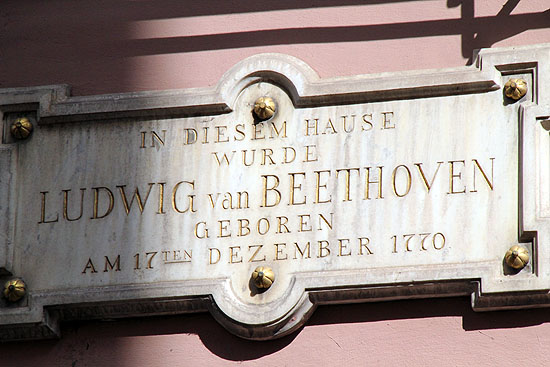 IN DIESEM HAUSE
WURDE
LUDWIG van BEETHOVEN
GEBOREN
AM 17TEN DEZEMBER 1770